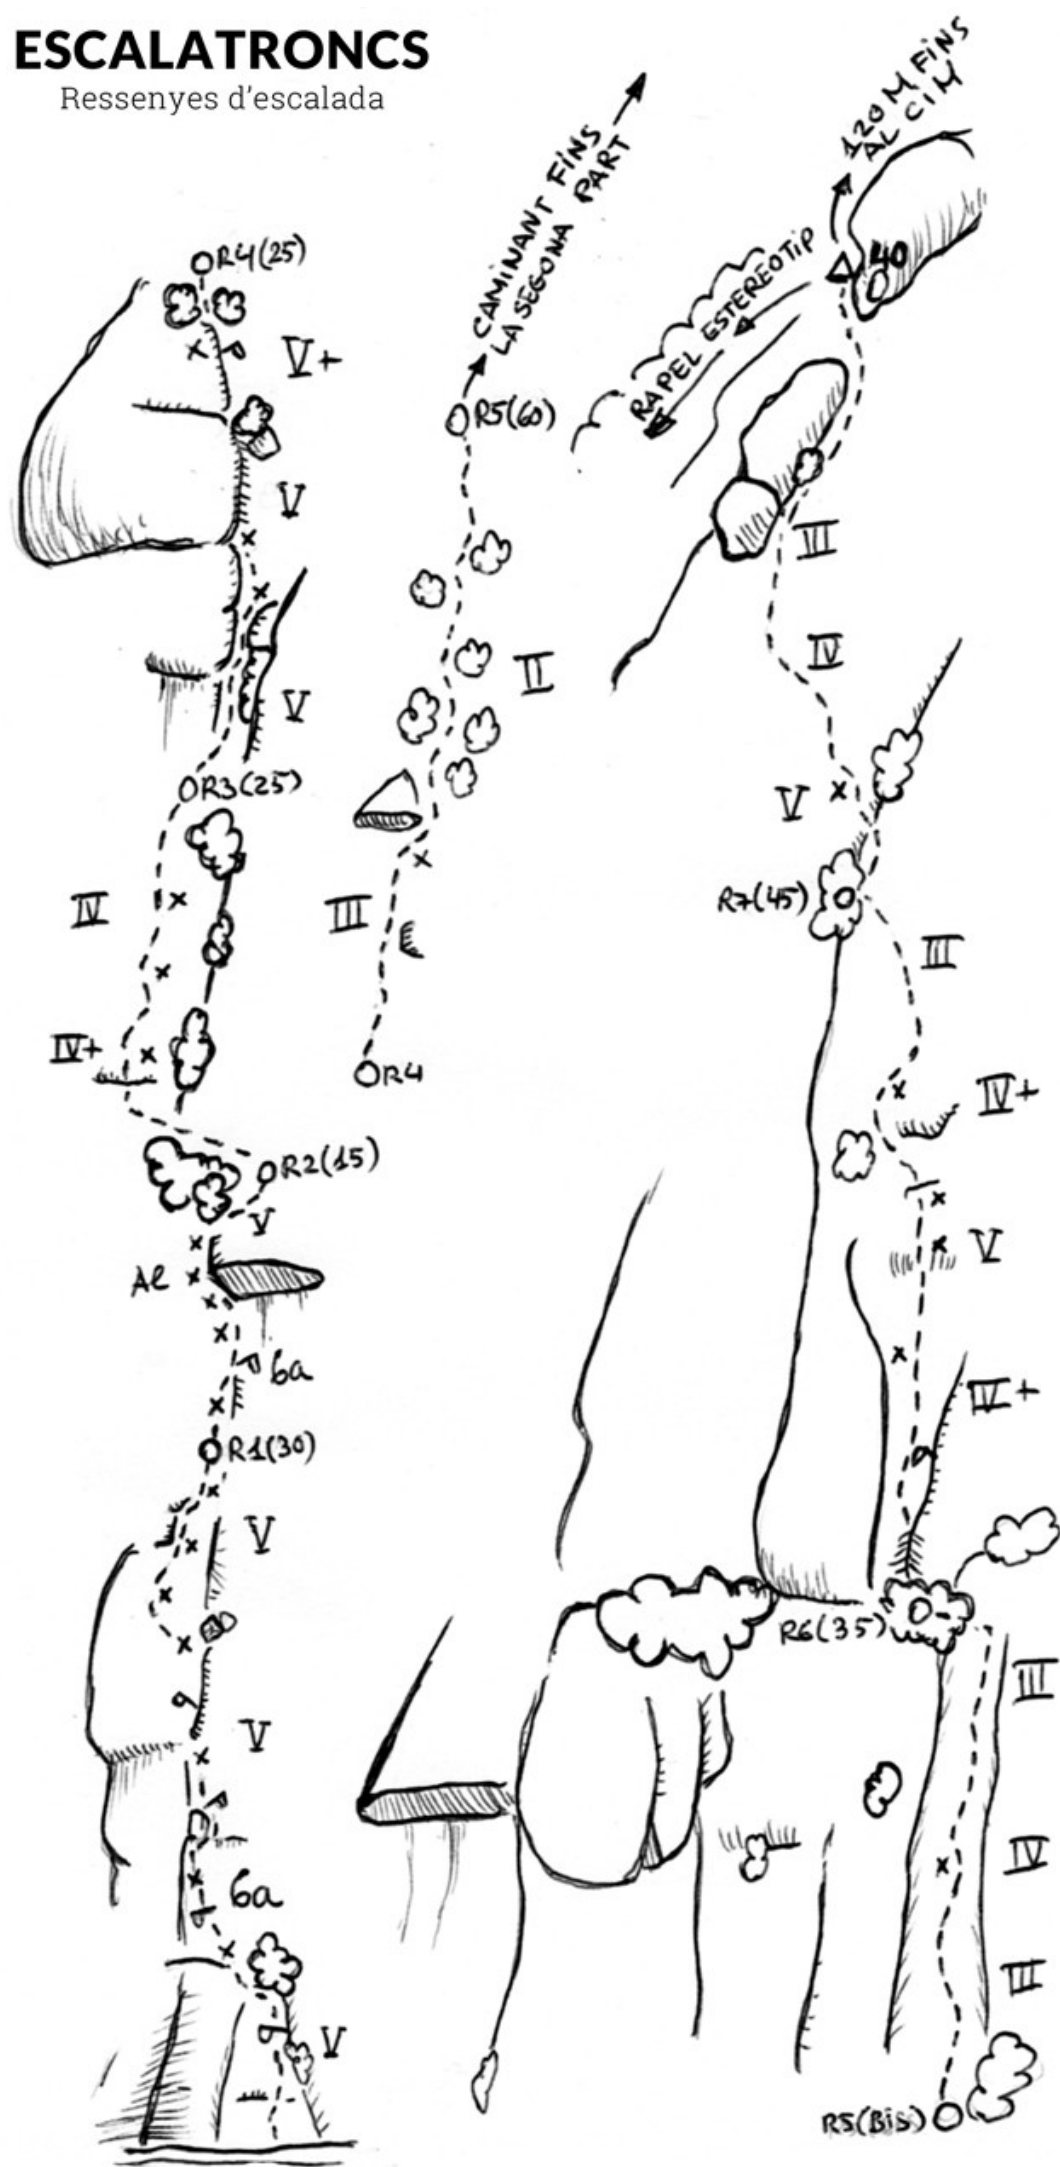 ESCALATRONCS
Ressenyes d'escalada
120 M FINS
AL CIM
CAMINANT FINS
LA SEGONA PART
RAPEL ESTEREOTIP
40
R4(25)
V+
V
V
R3(25)
IV
IV+
R2(15)
V
Ae
6a
R1(30)
V
V
6a
V
R5(60)
II
III
R4
III
IV
V
R7(45)
III
IV+
V
IV+
R6(35)
III
IV
III
R5(BIS)